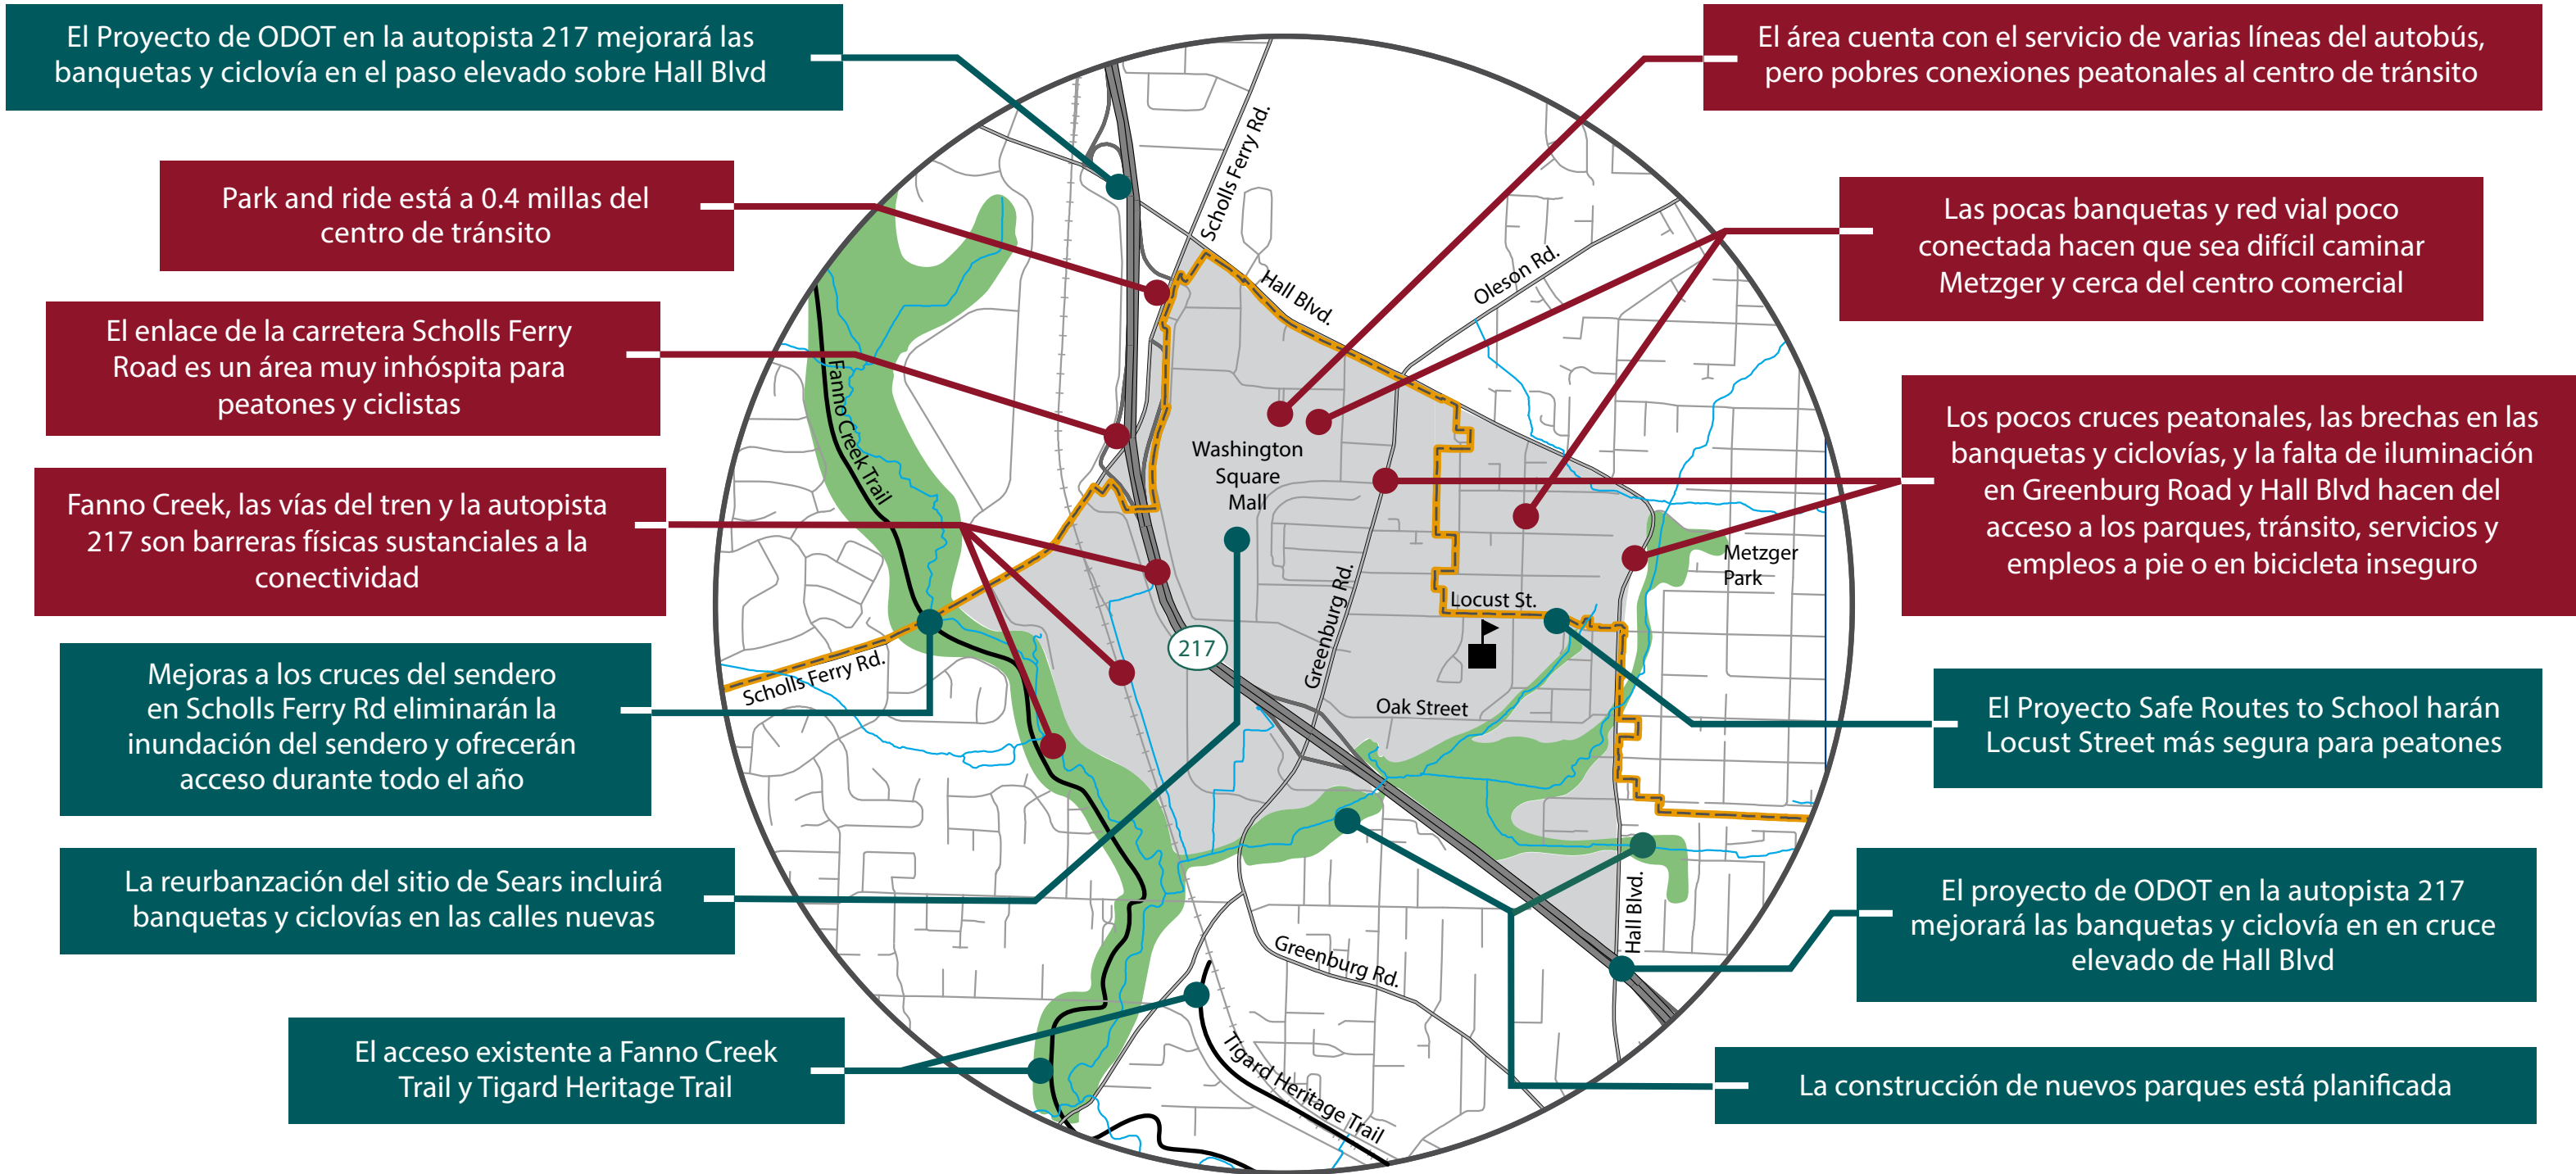 El Proyecto de ODOT en la autopista 217 mejorará las
banquetas y ciclovía en el paso elevado sobre Hall Blvd
Park and ride está a 0.4 millas del
centro de tránsito
El enlace de la carretera Scholls Ferry
Road es un área muy inhóspita para
peatones y ciclistas
Fanno Creek, las vías del tren y la autopista
217 son barreras físicas sustanciales a la
conectividad
Mejoras a los cruces del sendero
en Scholls Ferry Rd eliminarán la
inundación del sendero y ofrecerán
acceso durante todo el año
La reurbanzación del sitio de Sears incluirá
banquetas y ciclovías en las calles nuevas
El acceso existente a Fanno Creek
Trail y Tigard Heritage Trail
Scholls Ferry Rd.
Hall Blvd.
Oleson Rd.
Fanno Creek Trail
Washington
Square
Mall
Metzger
Park
Locust St.
Greenburg Rd.
217
Scholls Ferry Rd.
Oak Street
Hall Blvd.
Greenburg Rd.
Tigard Heritage Trail
El área cuenta con el servicio de varias líneas del autobús,
pero pobres conexiones peatonales al centro de tránsito
Las pocas banquetas y red vial poco
conectada hacen que sea difícil caminar
Metzger y cerca del centro comercial
Los pocos cruces peatonales, las brechas en las
banquetas y ciclovías, y la falta de iluminación
en Greenburg Road y Hall Blvd hacen del
acceso a los parques, tránsito, servicios y
empleos a pie o en bicicleta inseguro
El Proyecto Safe Routes to School harán
Locust Street más segura para peatones
El proyecto de ODOT en la autopista 217
mejorará las banquetas y ciclovía en en cruce
elevado de Hall Blvd
La construcción de nuevos parques está planificada